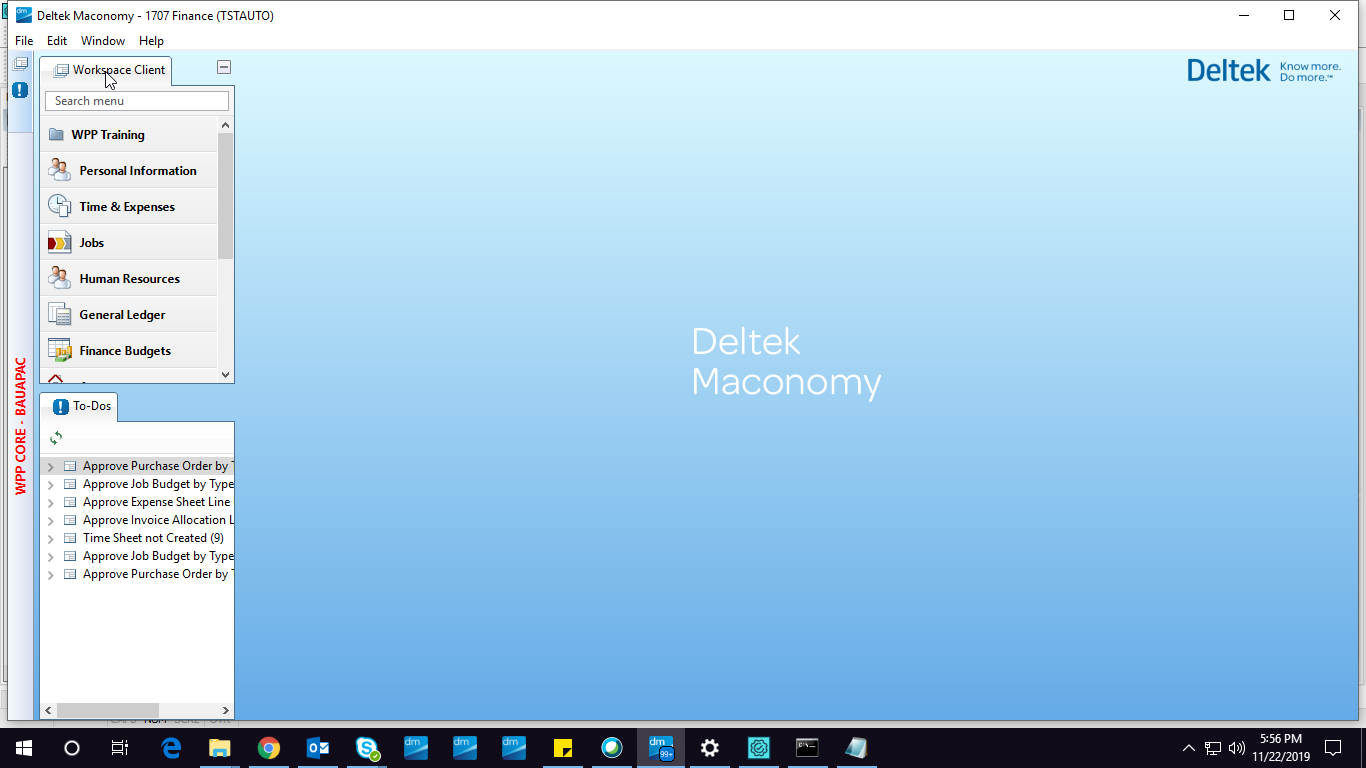 Deltek Maconomy - 1707 Finance (TSTAUTO)
File Edit Window Help
Workspace Client
Search menu
WPP Training
Personal Information
Time & Expenses
Jobs
Human Resources
General Ledger
Finance Budgets
To-Dos
Approve Purchase Order by
Approve Job Budget by Type
Approve Expense Sheet Line
Approve Invoice Allocation L
Time Sheet not Created (9)
Approve Job Budget by Type
Approve Purchase Order by
WPP CORE - BAUAPAC
Deltek Know more.
Do more.™
Deltek
Maconomy
dm
dm
dm
dm
99+
5:56 PM
11/22/2019